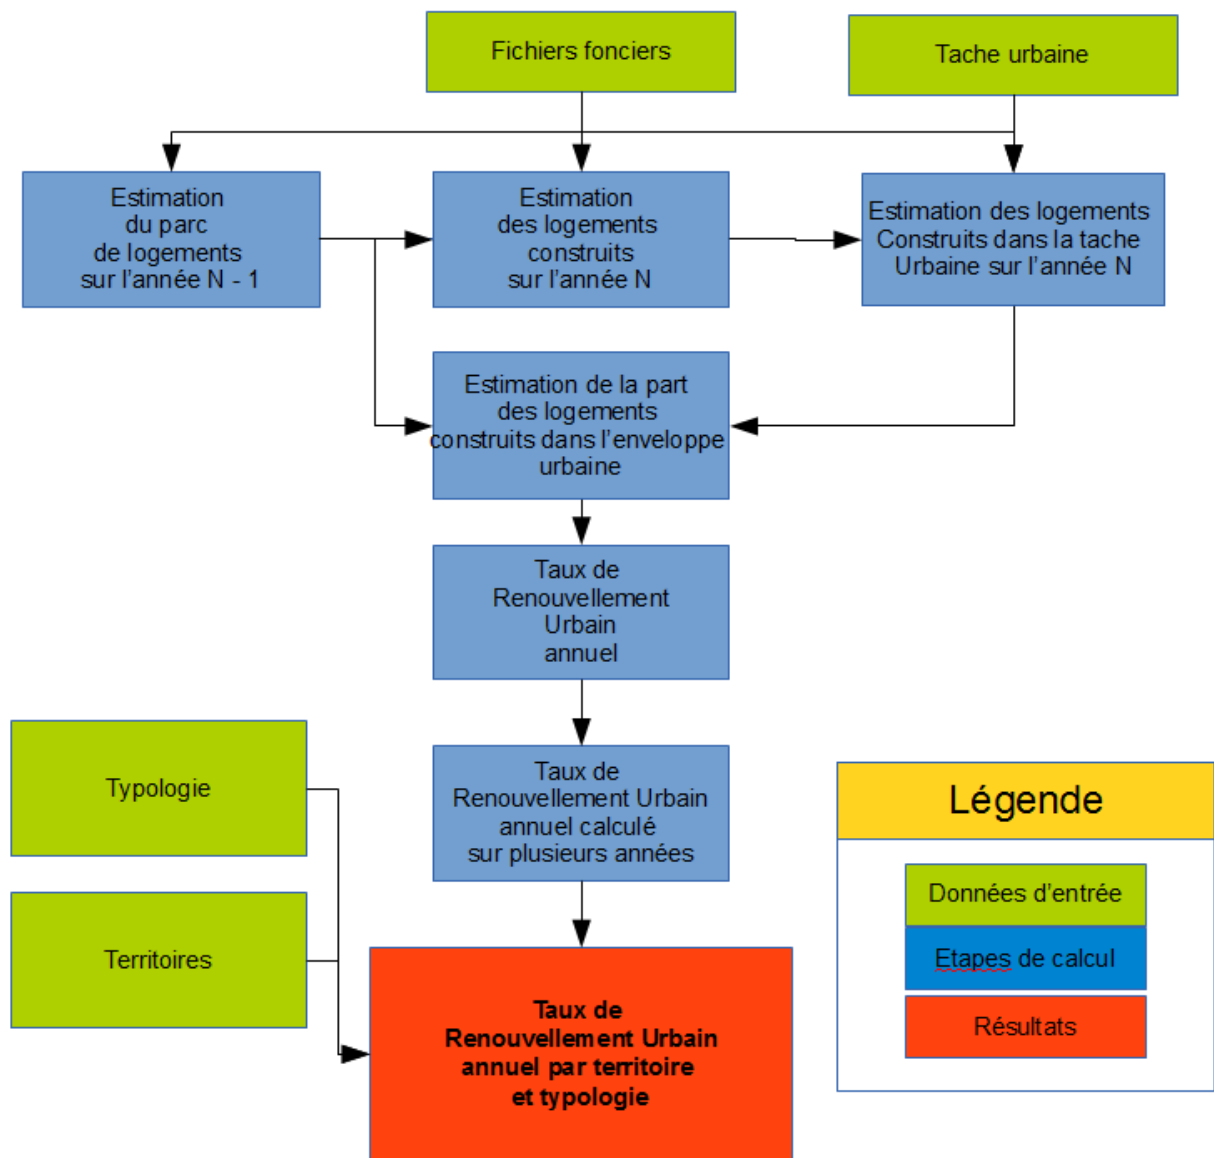 Fichiers fonciers
Tache urbaine
Estimation
du parc
de logements
sur l'année N - 1
Estimation
des logements
construits
sur l'année N
Estimation des logements
Construits dans la tache
Urbaine sur l'année N
Estimation de la part
des logements
construits dans l'enveloppe
urbaine
Taux de
Renouvellement
Urbain
annuel
Taux de
Renouvellement Urbain
annuel calculé
sur plusieurs années
Typologie
Territoires
Taux de
Renouvellement Urbain
annuel par territoire
et typologie
Légende
Données d'entrée
Etapes de calcul
Résultats